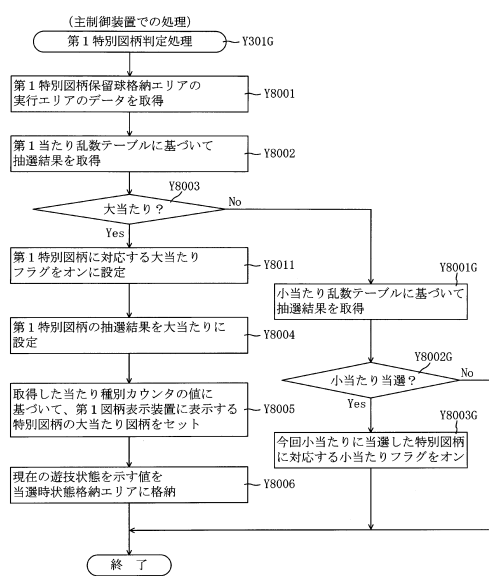 (主制御装置での処理)
第1特別図柄判定処理
Y301G
第1特別図柄保留球格納エリアの
実行エリアのデータを取得
Y8001
第1当たり乱数テーブルに基づいて
抽選結果を取得
Y8002
大当たり?
Y8003
No
Yes
第1特別図柄に対応する大当たり
フラグをオンに設定
Y8011
第1特別図柄の抽選結果を大当たりに
設定
Y8004
取得した当たり種別カウンタの値に
基づいて、第1図柄表示装置に表示する
特別図柄の大当たり図柄をセット
Y8005
現在の遊技状態を示す値を
当選時状態格納エリアに格納
Y8006
小当たり乱数テーブルに基づいて
抽選結果を取得
Y8001G
小当たり当選?
Y8002G
No
Yes
今回小当たりに当選した特別図柄
に対応する小当たりフラグをオン
Y8003G
終 了